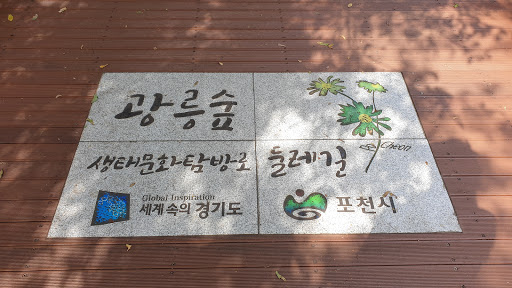 광릉숲
생태문화탐방로 둘레길
Global Inspiration
세계 속의 경기도
포천시